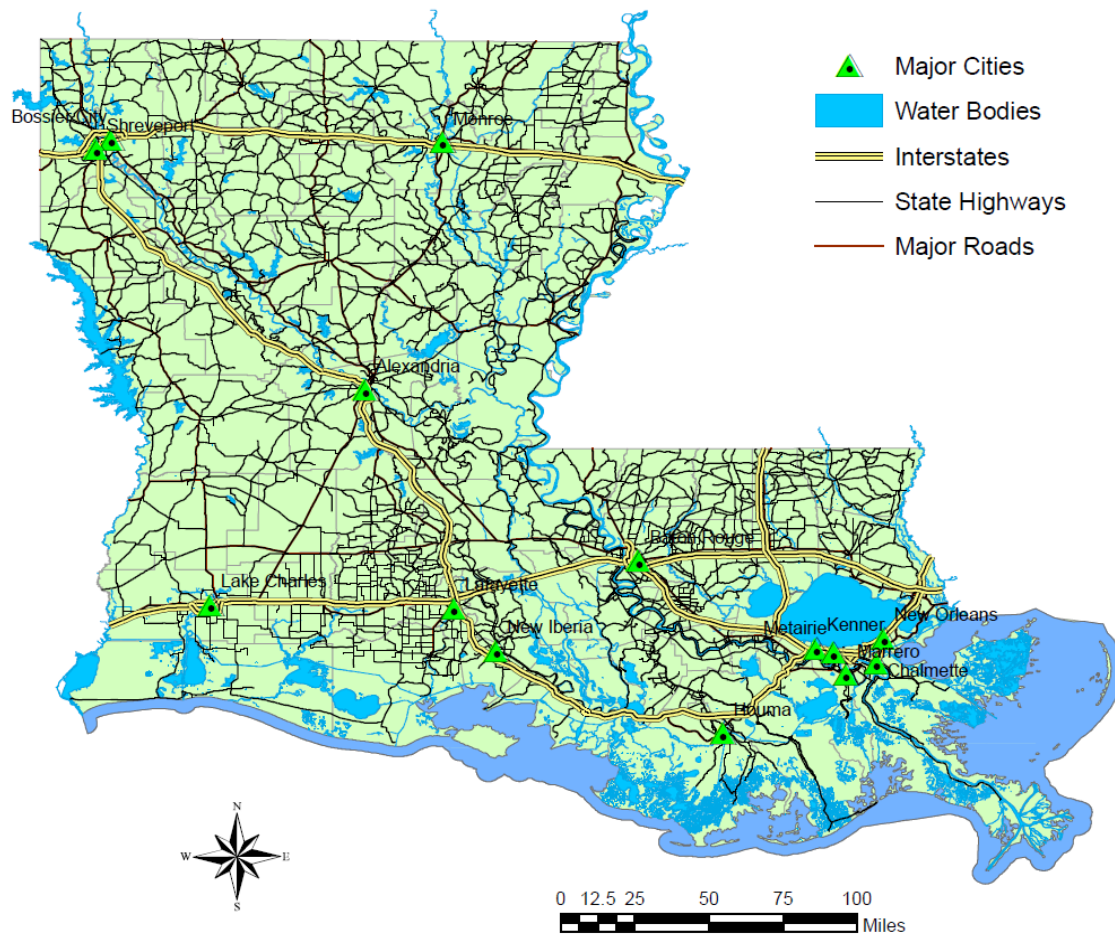 Major Cities
Water Bodies
Interstates
State Highways
Major Roads
Bossier City
Shreveport
Monroe
Alexandria
Baton Rouge
Lake Charles
Lafayette
New Iberia
Metairie
Kenner
New Orleans
Marrero
Chalmette
Houma
N
W
E
S
0 12.5 25 50 75 100
Miles